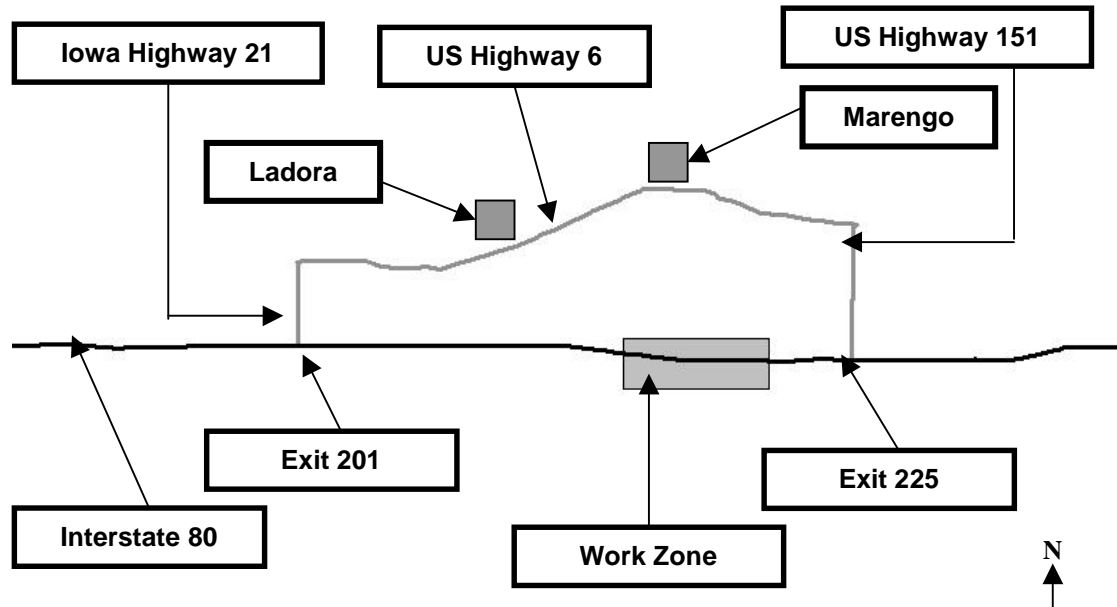 Iowa Highway 21
US Highway 6
US Highway 151
Marengo
Ladora
Exit 201
Exit 225
Interstate 80
Work Zone
N